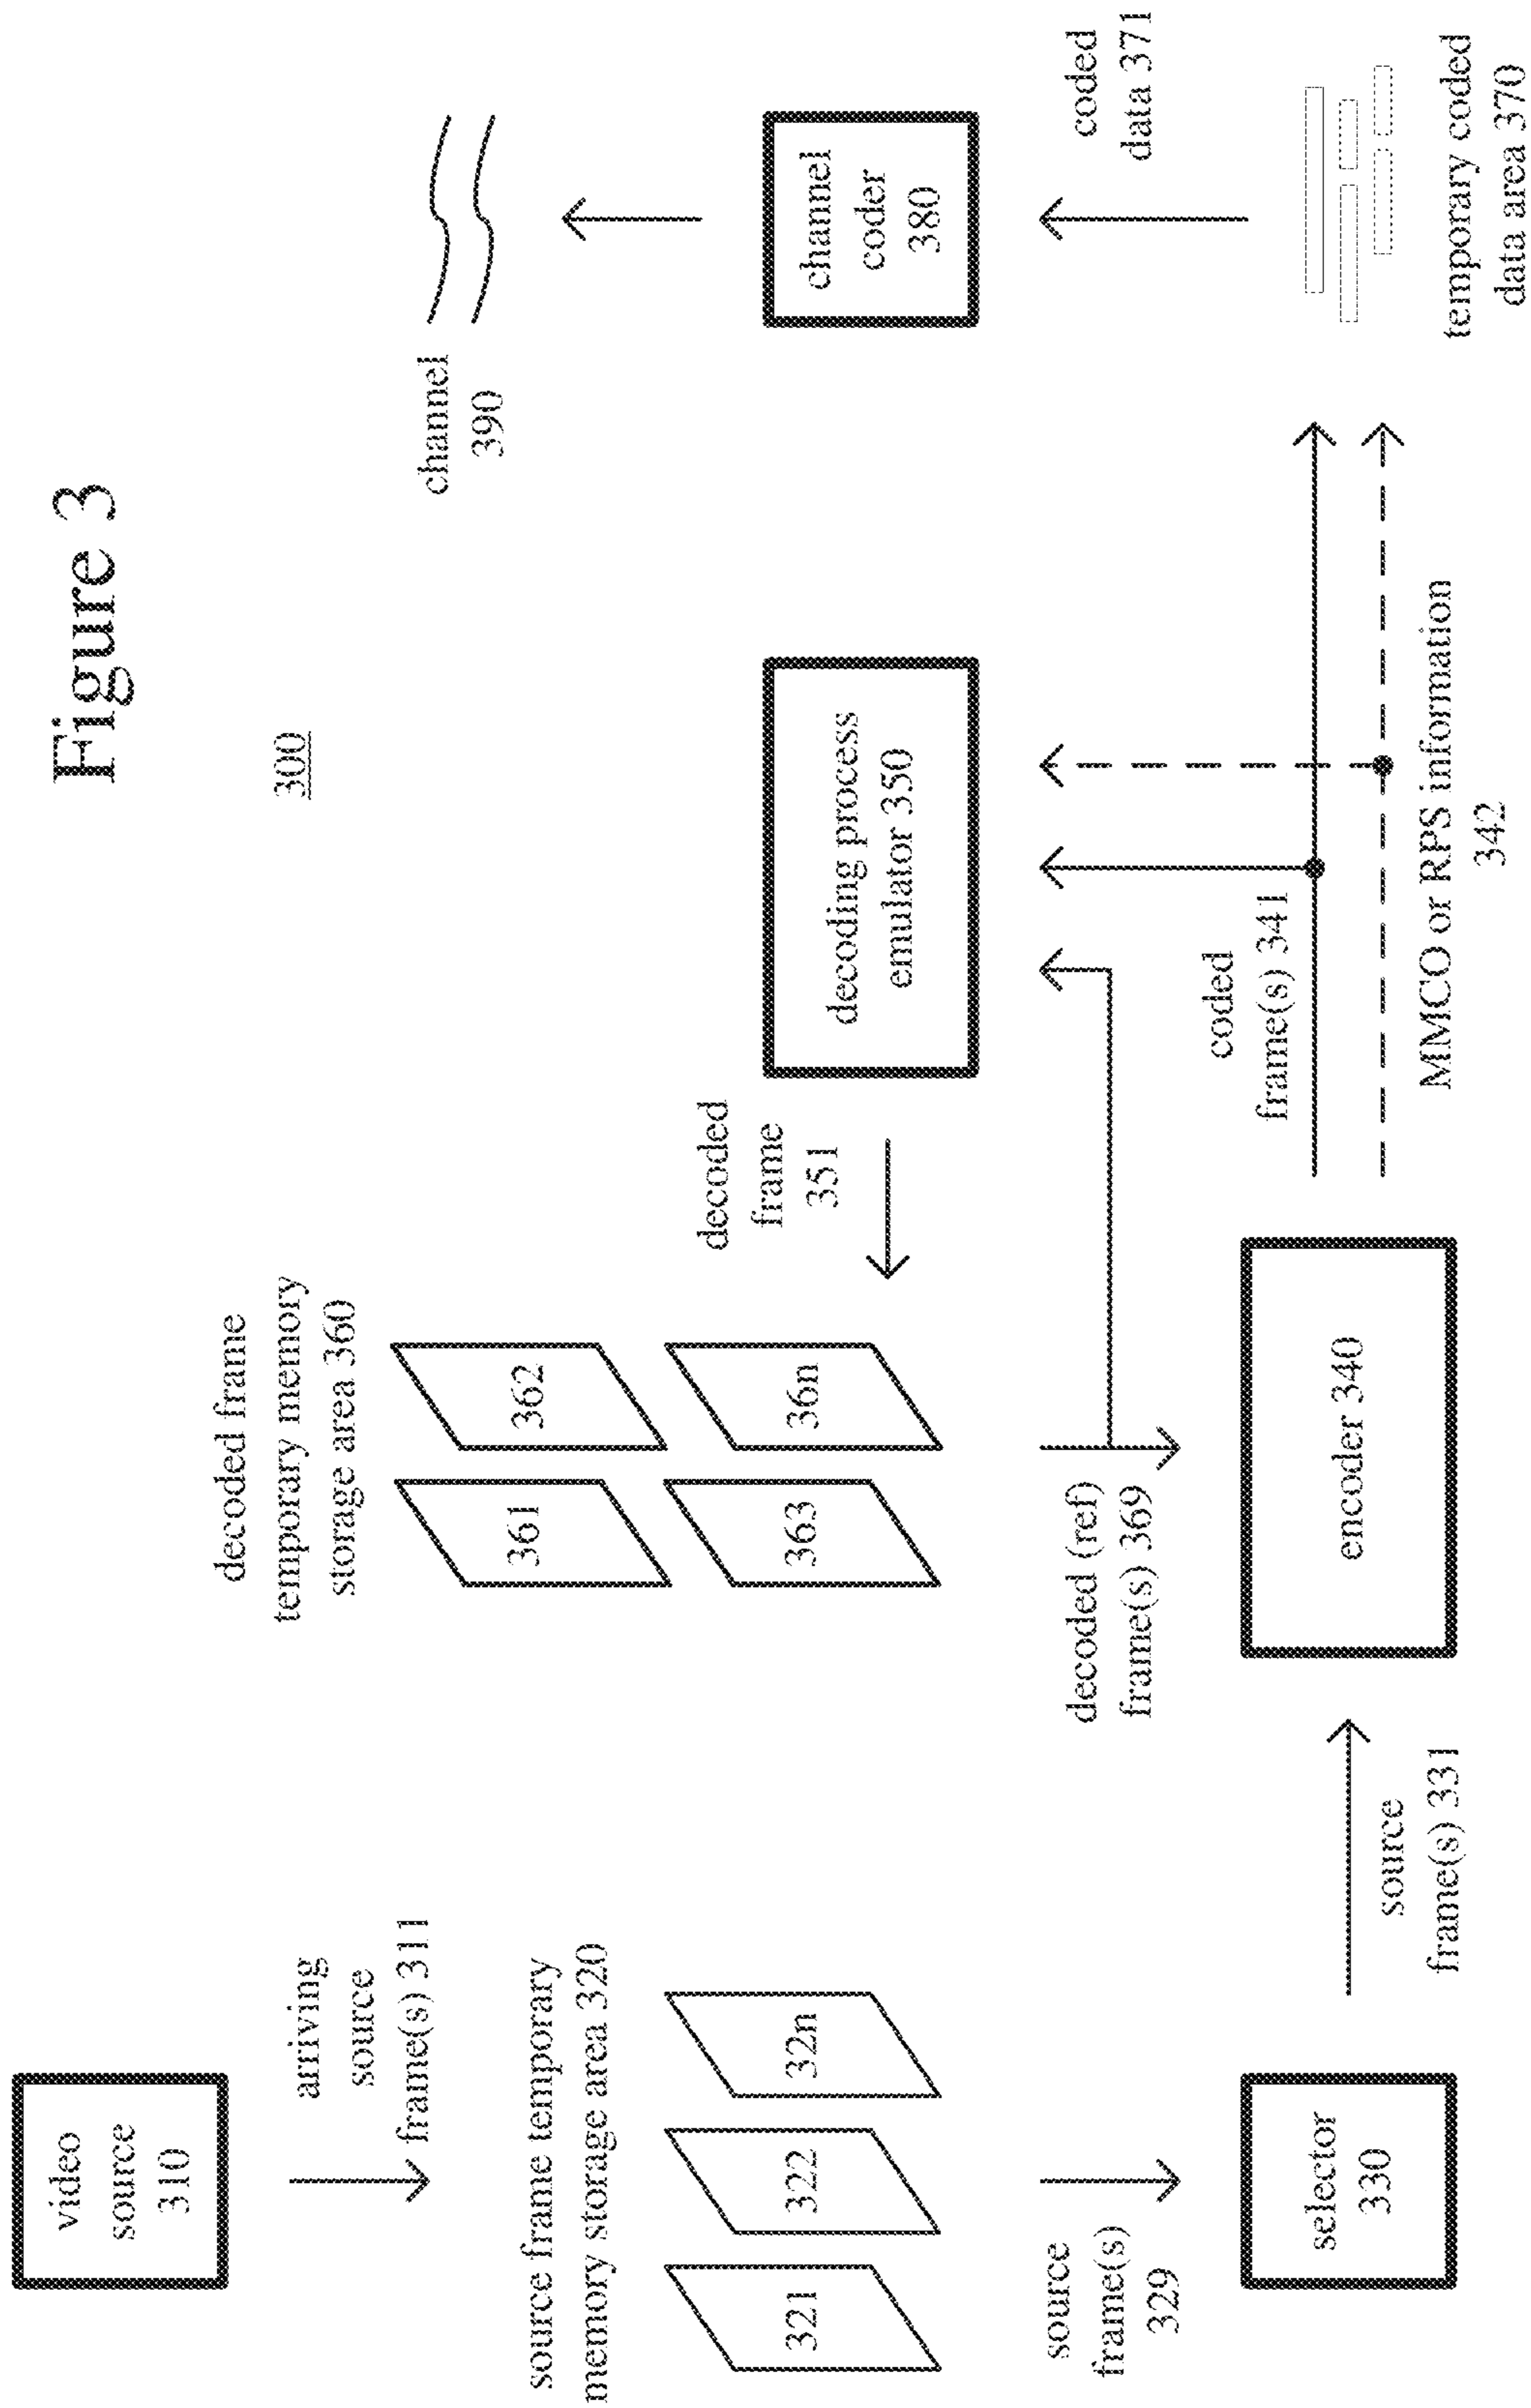 Figure 3
300
video
source
310
arriving
source
frame(s) 311
source frame temporary
memory storage area 320
321
322
32n
source
frame(s)
329
selector
330
source
frame(s) 331
decoded frame
temporary memory
storage area 360
361
362
363
36n
decoded (ref)
frame(s) 369
encoder 340
decoded
frame
351
decoding process
emulator 350
coded
frame(s) 341
MMCO or RPS information
342
channel
390
channel
coder
380
coded
data 371
temporary coded
data area 370